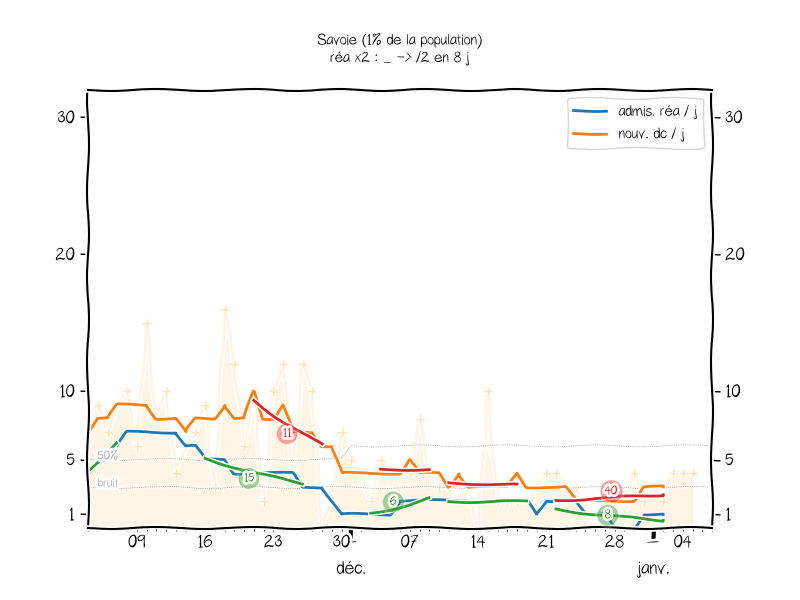 Savoie (1% de la population)
réa x2 : _ -> /2 en 8 j
admis. réa / j
nouv. dc / j
30
30
20
20
10
10
11
50%
5
5
15
bruit
40
6
8
1
1
09 16 23 30 07 14 21 28 04
déc. janv.